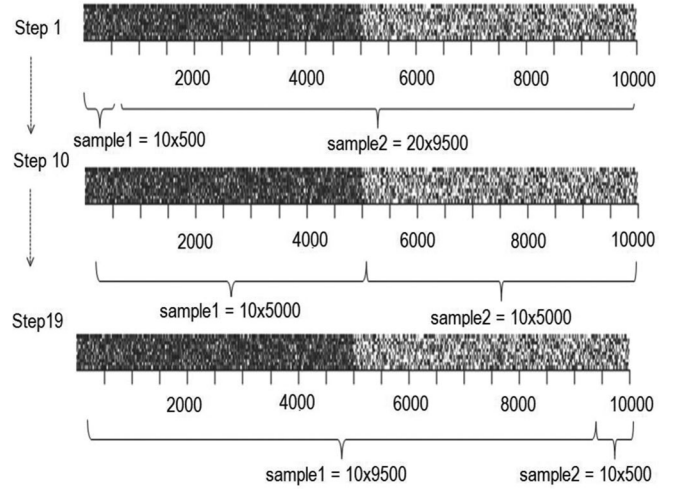 Step 1
2000 4000 6000 8000 10000
sample1 = 10x500 sample2 = 20x9500
Step 10
2000 4000 6000 8000 10000
sample1 = 10x5000 sample2 = 10x5000
Step19
2000 4000 6000 8000 10000
sample1 = 10x9500 sample2 = 10x500